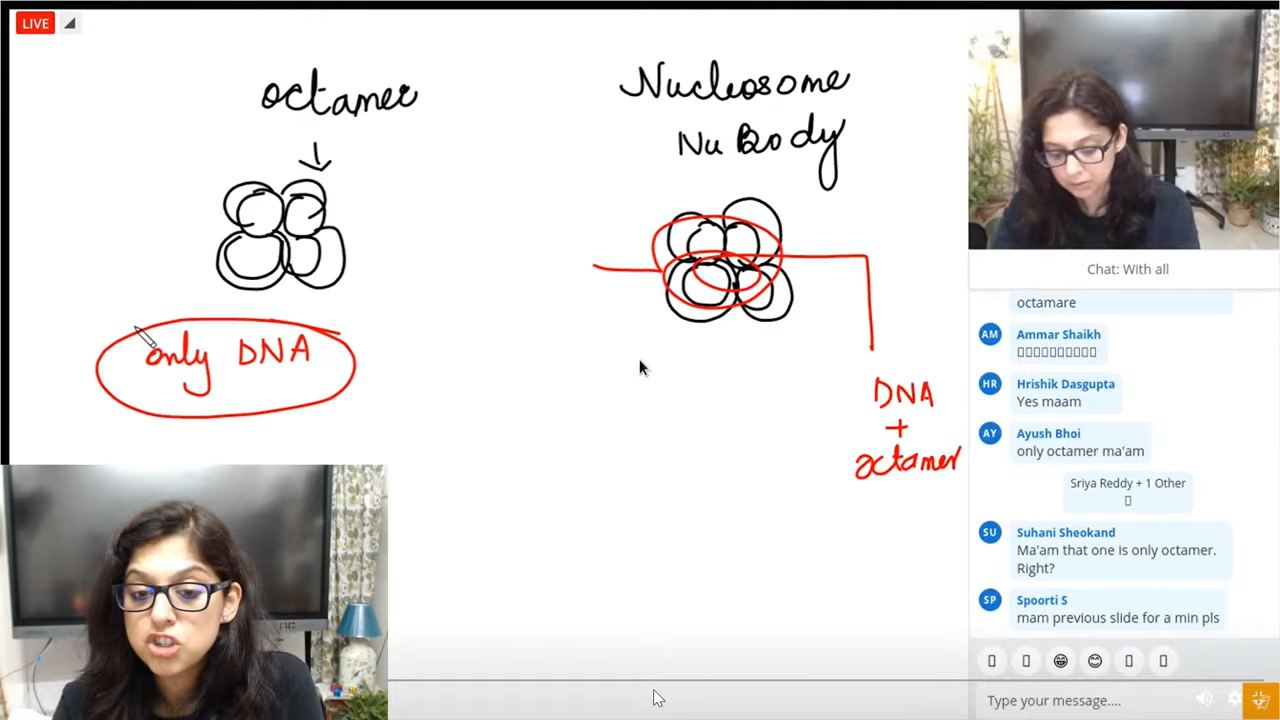 LIVE
octamer
Nucleosome
Nu Body
only DNA
DNA
+
octamer
Chat: With all
octamare
AM
Ammar Shaikh
HR
Hrishik Dasgupta
Yes maam
AY
Ayush Bhoi
only octamer ma'am
Sriya Reddy + 1 Other
SU
Suhani Sheokand
Ma'am that one is only octamer.
Right?
SP
Spoorti S
mam previous slide for a min pls
Type your message....